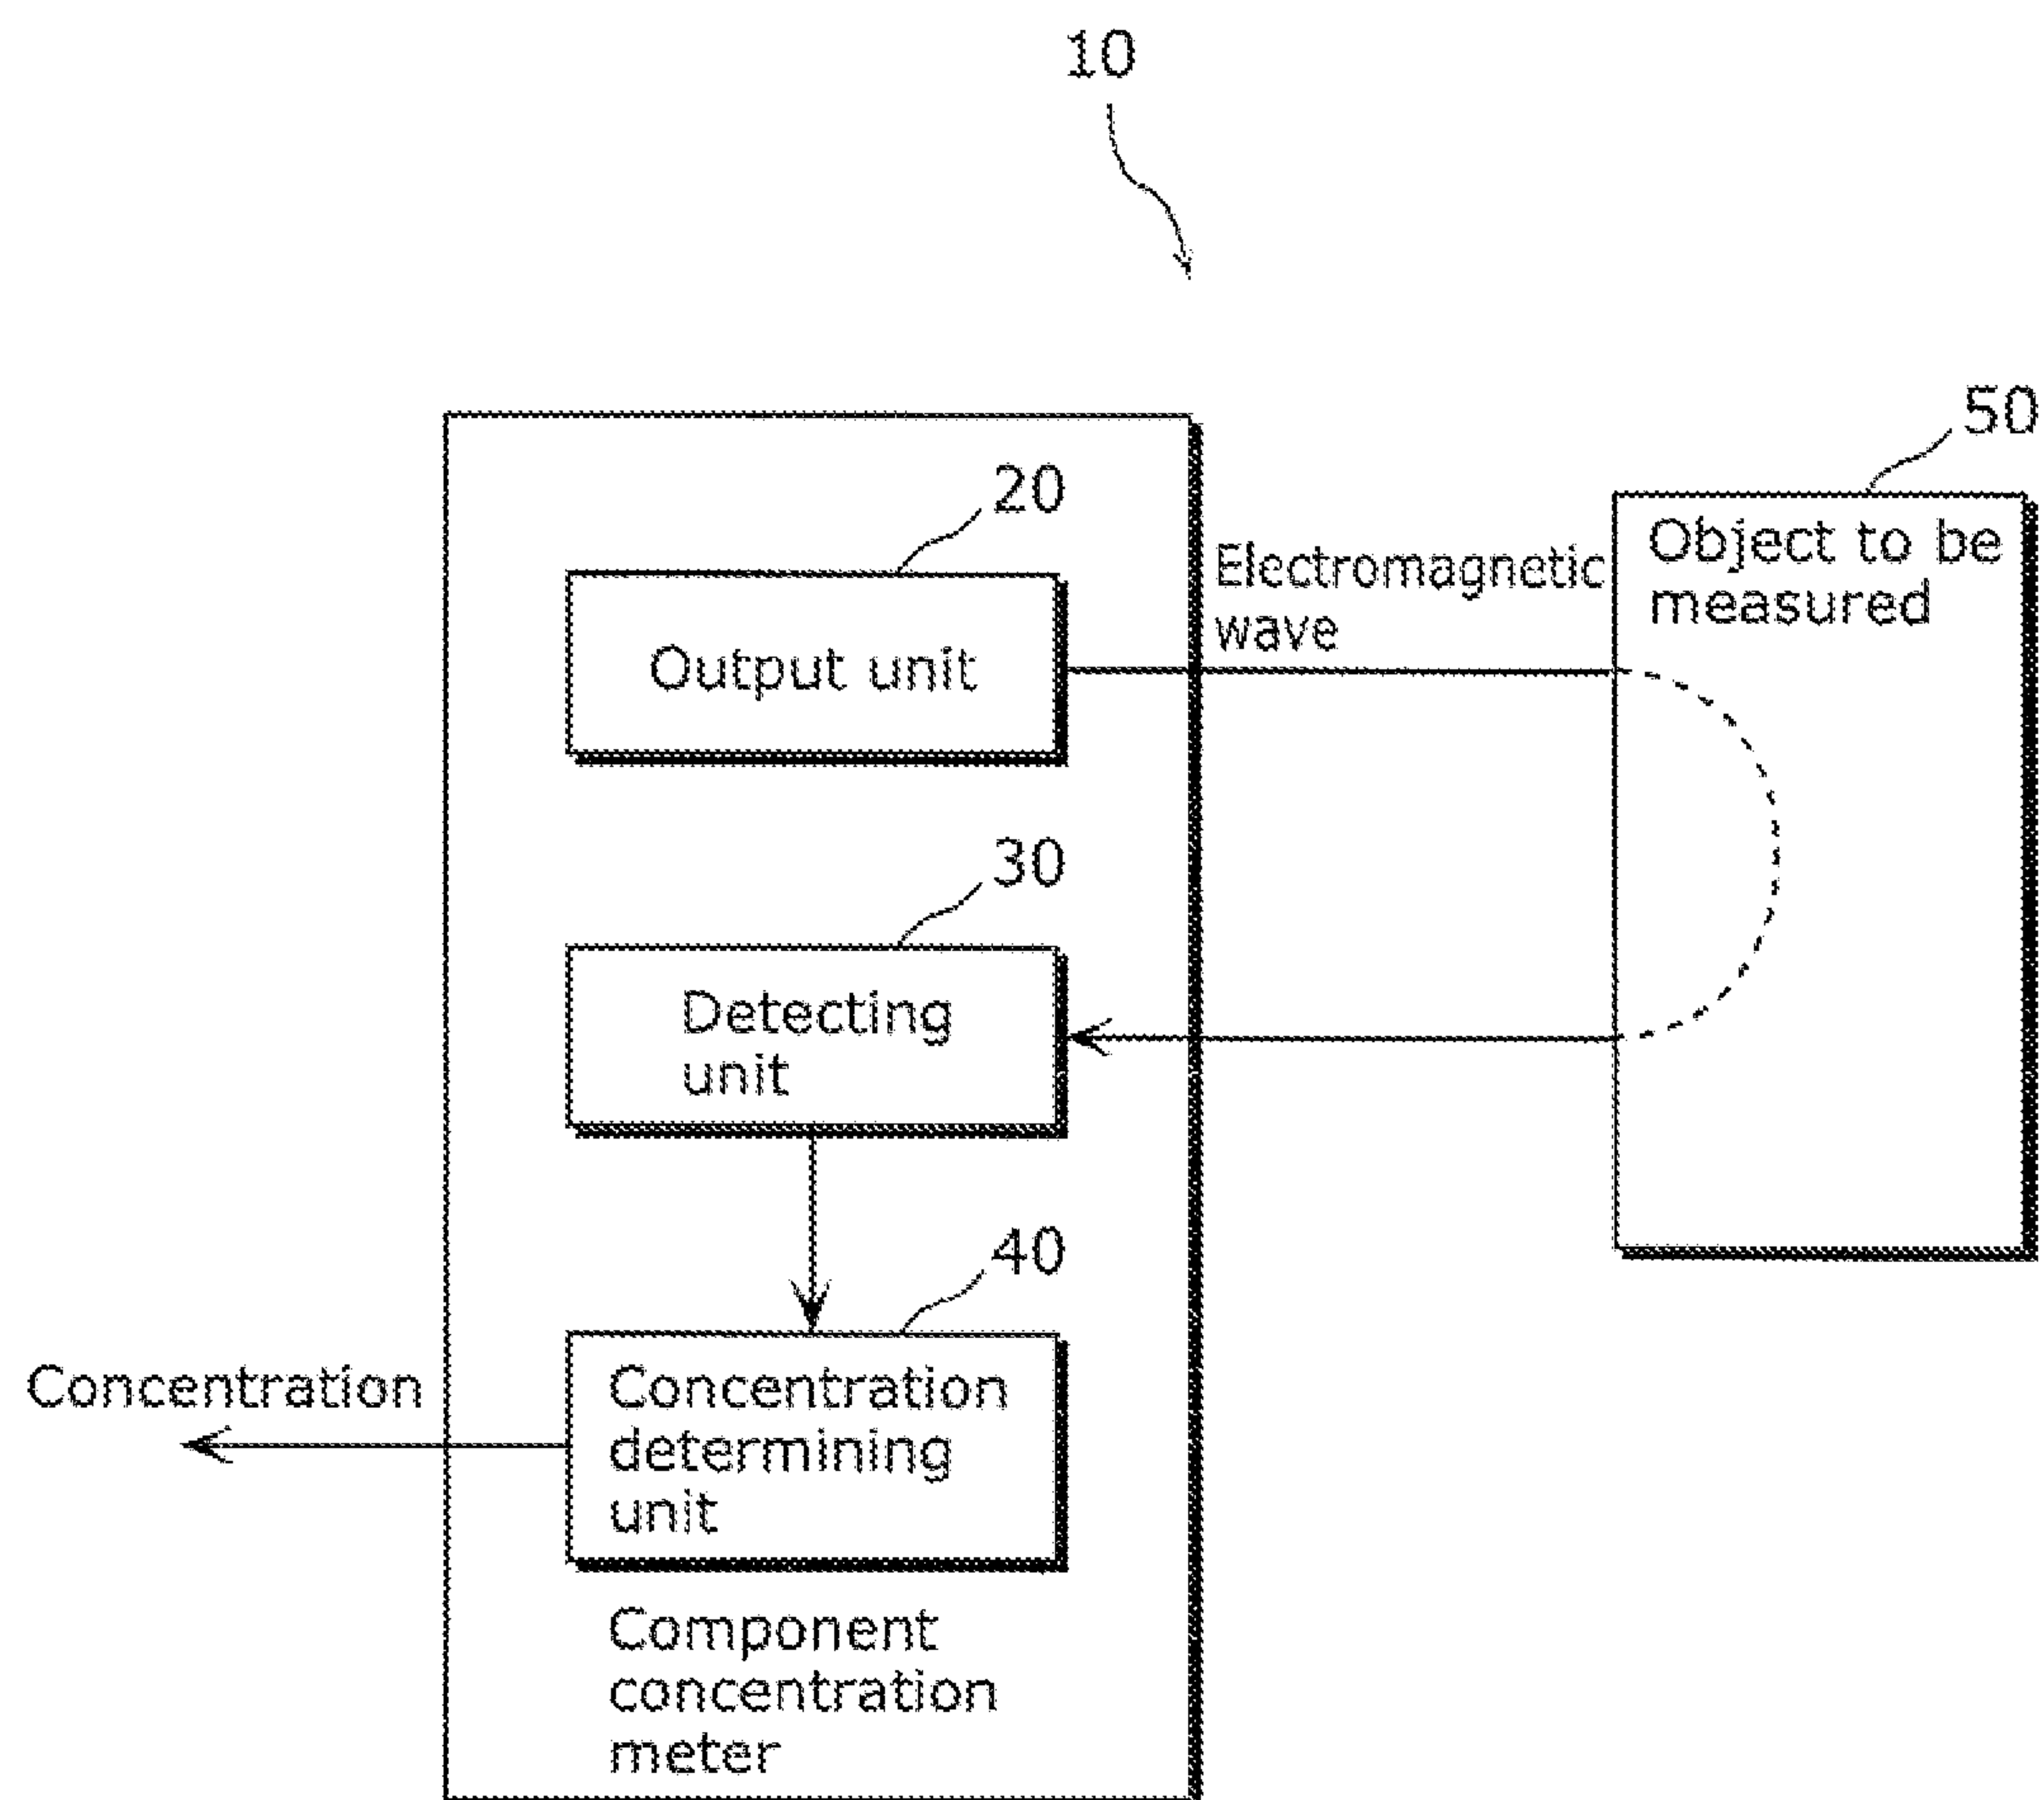 10
50
20
Electromagnetic
wave
Object to be
measured
Output unit
30
Detecting
unit
40
Concentration
Concentration
determining
unit
Component
concentration
meter